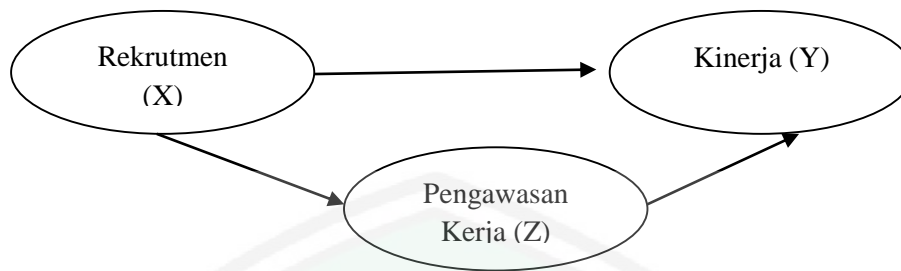 Rekrutmen
(X)
Kinerja (Y)
Pengawasan
Kerja (Z)